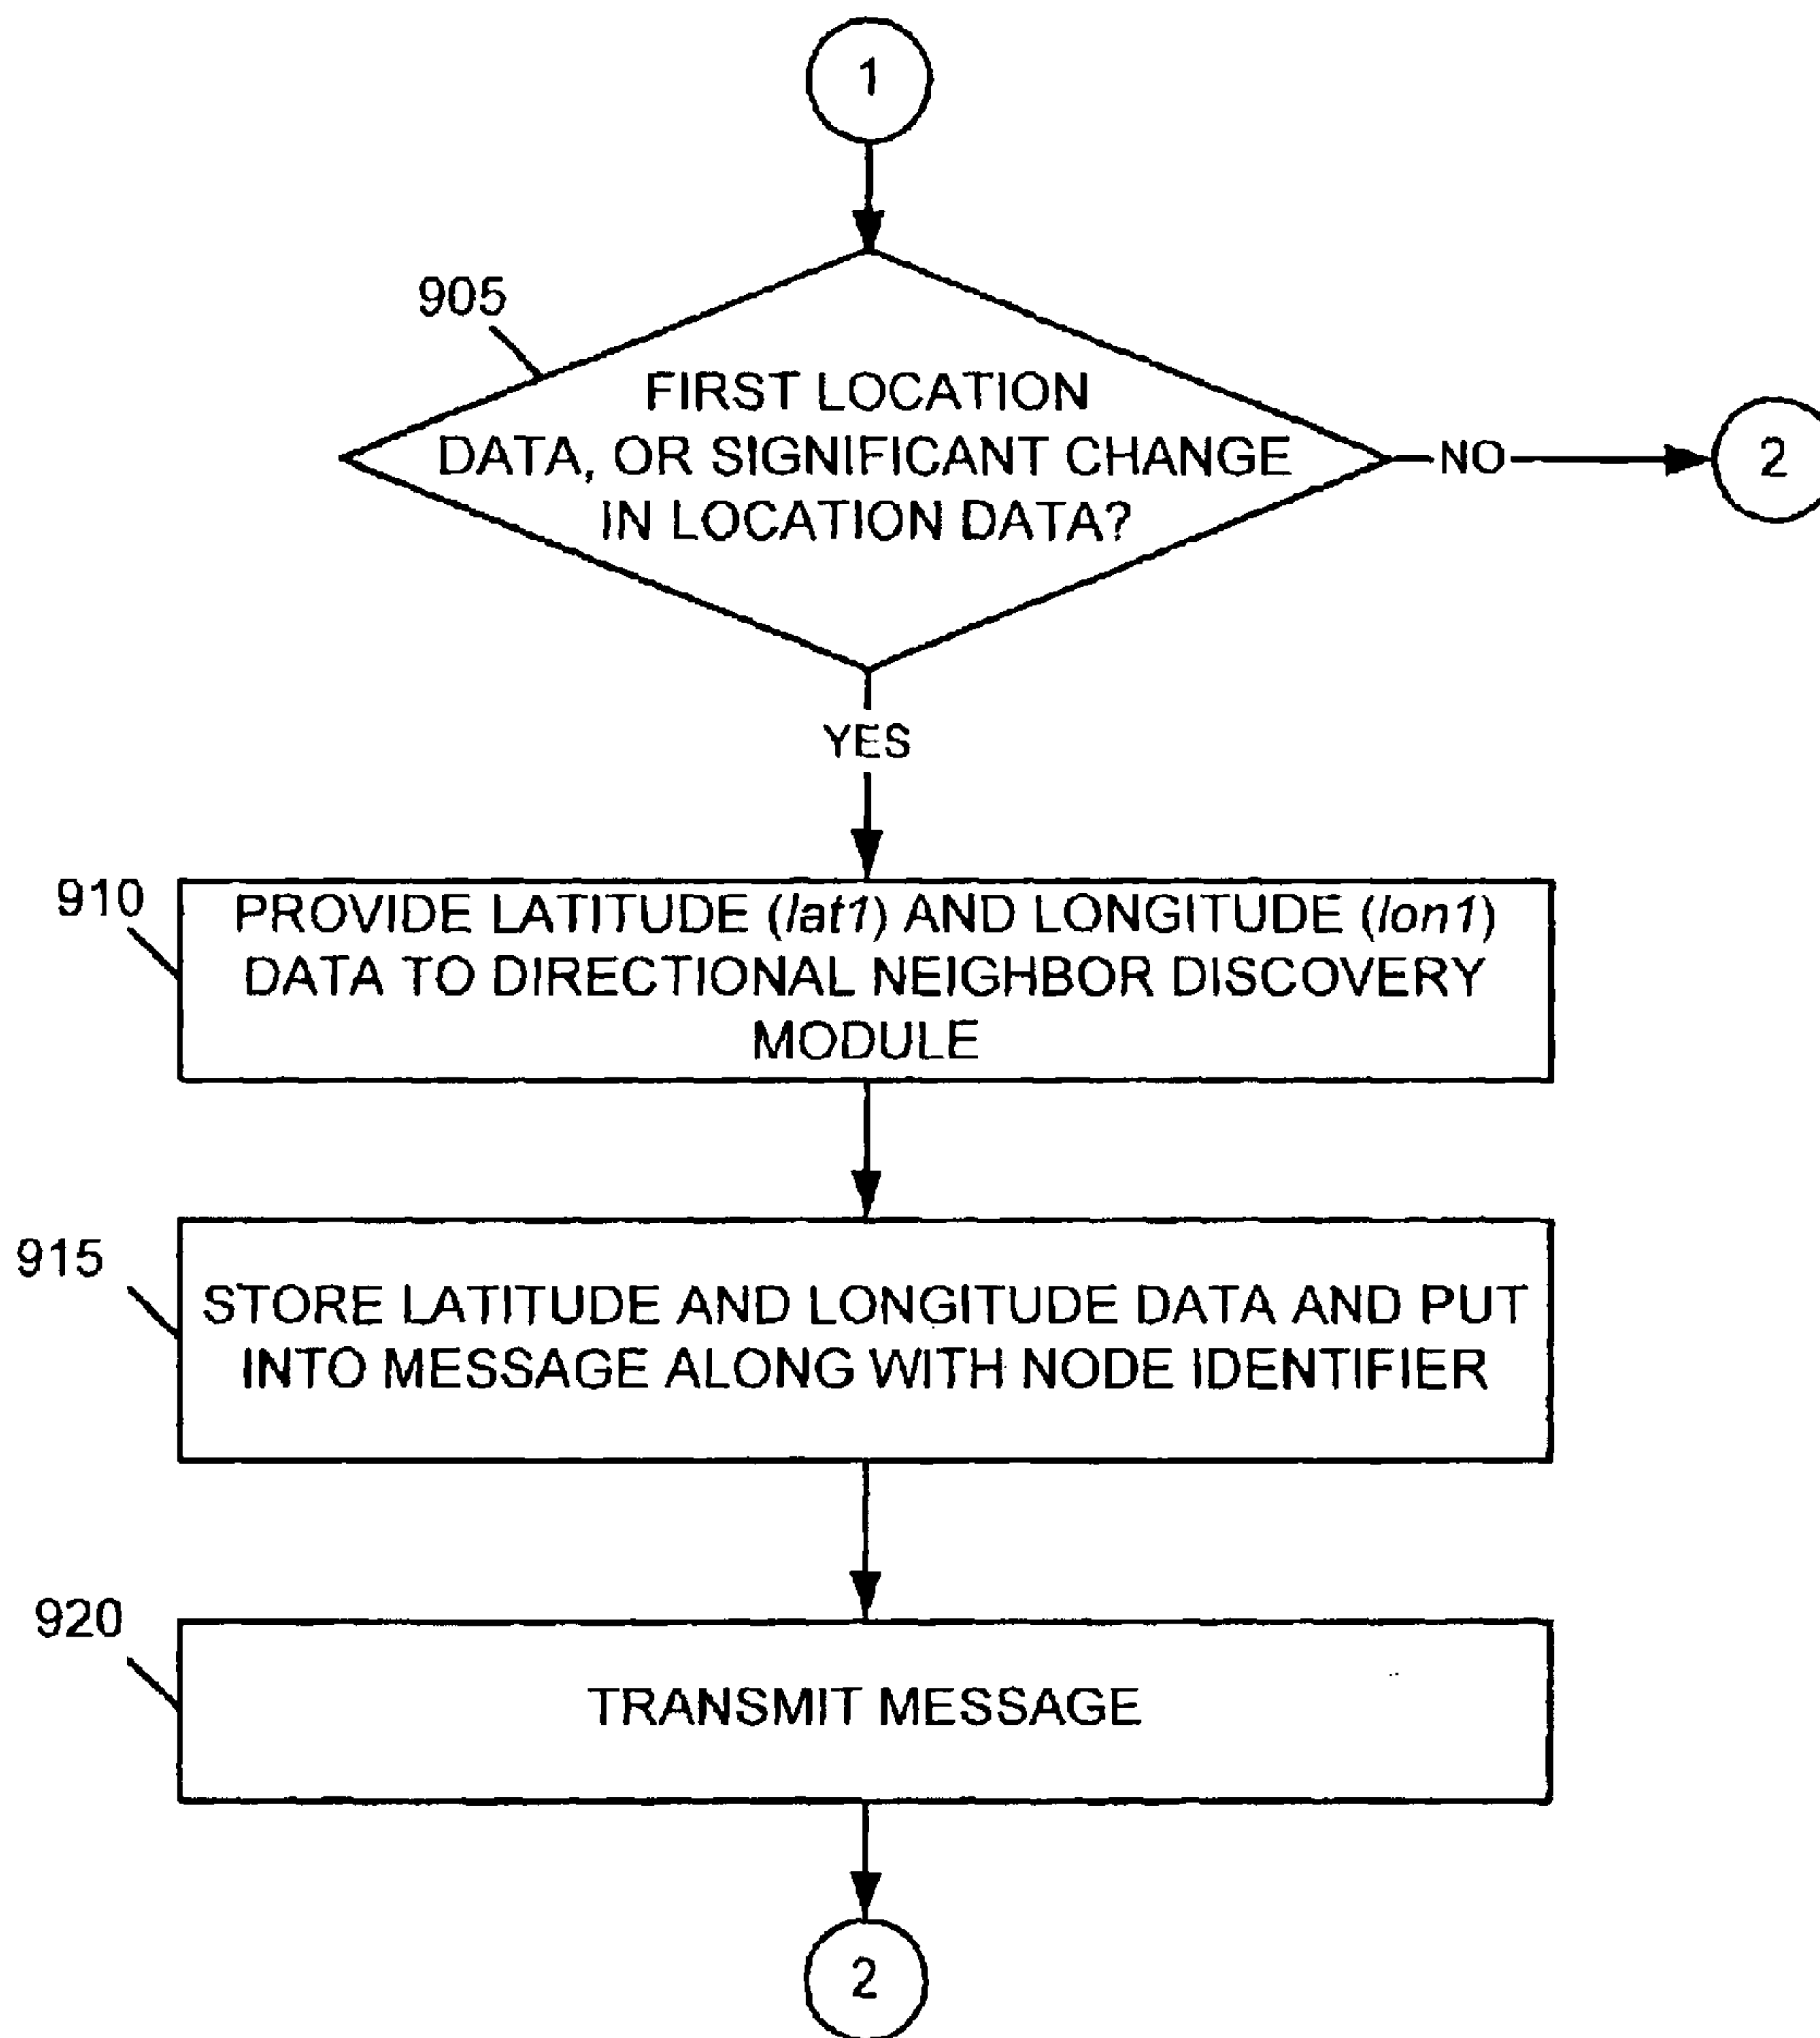 1
905
FIRST LOCATION
DATA, OR SIGNIFICANT CHANGE
IN LOCATION DATA?
NO
2
YES
910
PROVIDE LATITUDE (lat1) AND LONGITUDE (lon1)
DATA TO DIRECTIONAL NEIGHBOR DISCOVERY
MODULE
915
STORE LATITUDE AND LONGITUDE DATA AND PUT
INTO MESSAGE ALONG WITH NODE IDENTIFIER
920
TRANSMIT MESSAGE
2